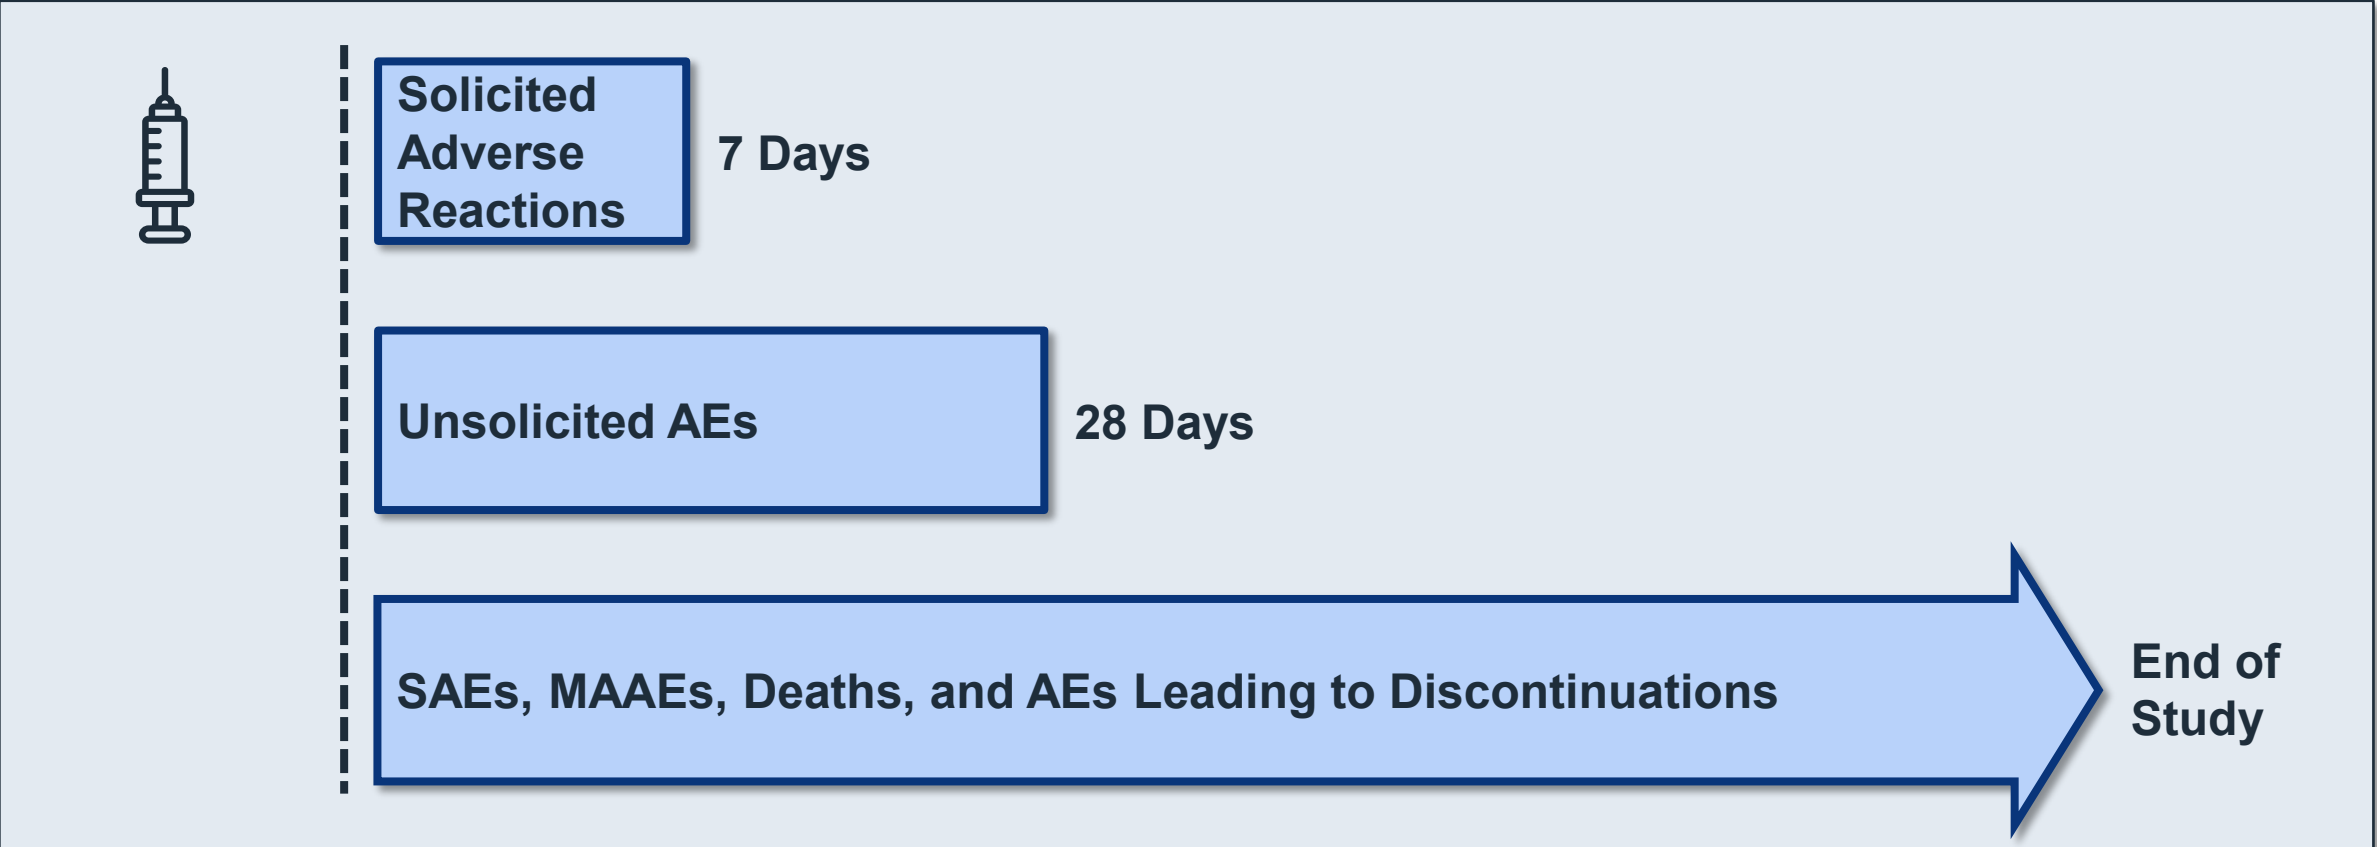 Solicited
Adverse
Reactions
7 Days
Unsolicited AEs
28 Days
SAEs, MAAEs, Deaths, and AEs Leading to Discontinuations
End of
Study